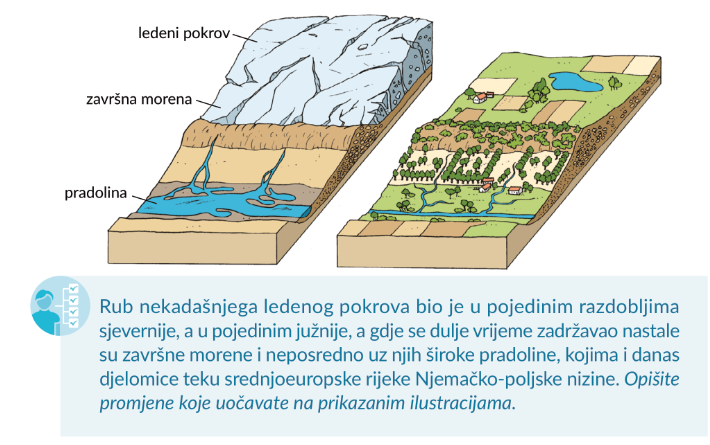 ledeni pokrov
završna morena
pradolina
Rub nekadašnjega ledenog pokrova bio je u pojedinim razdobljima
sjevernije, a u pojedinim južnije, a gdje se dulje vrijeme zadržavao nastale
su završne morene i neposredno uz njih široke pradoline, kojima i danas
djelomice teku srednjoeuropske rijeke Njemačko-poljske nizine. Opišite
promjene koje uočavate na prikazanim ilustracijama.